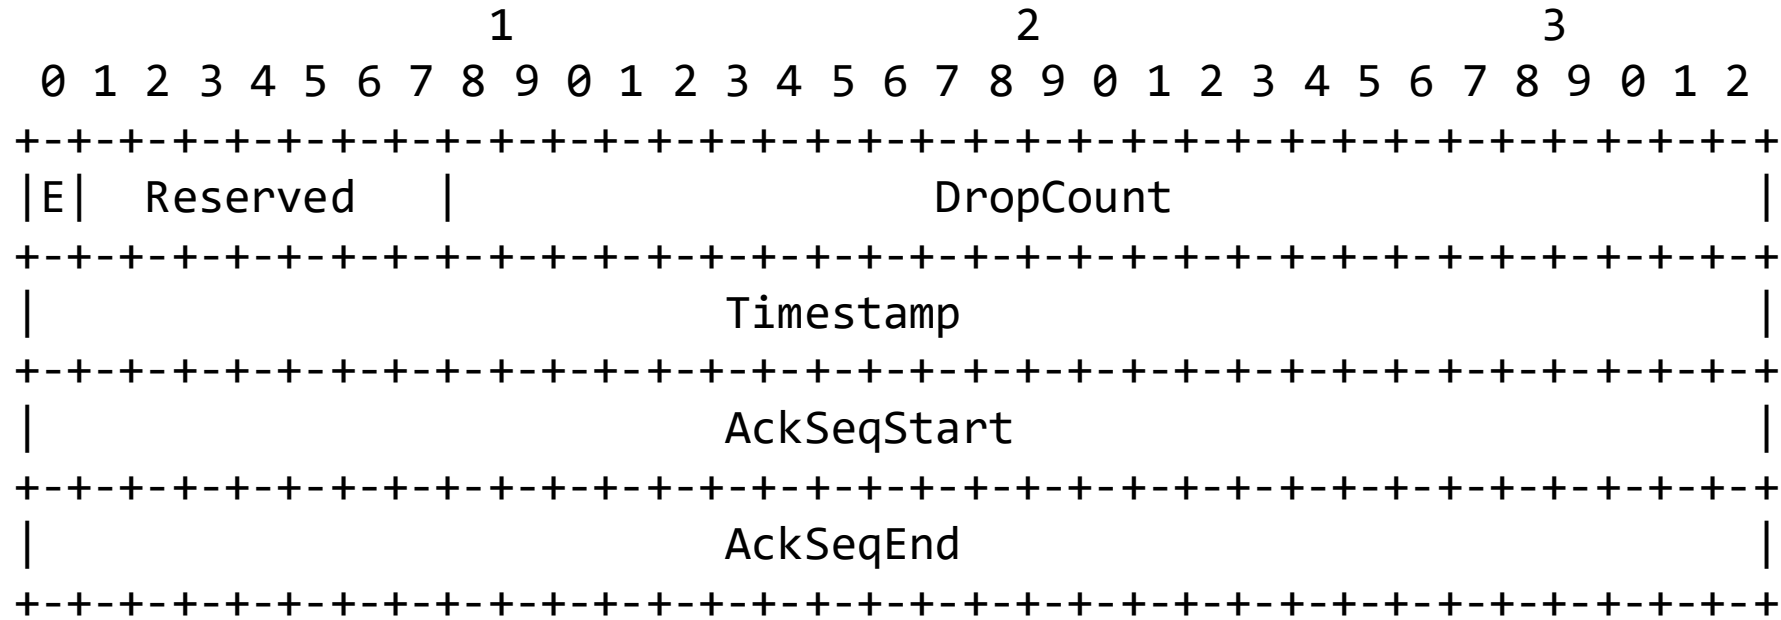 1                   2                   3
 0 1 2 3 4 5 6 7 8 9 0 1 2 3 4 5 6 7 8 9 0 1 2 3 4 5 6 7 8 9 0 1 2
+-+-+-+-+-+-+-+-+-+-+-+-+-+-+-+-+-+-+-+-+-+-+-+-+-+-+-+-+-+-+-+-+-+
|E|  Reserved   |                  DropCount                      |
+-+-+-+-+-+-+-+-+-+-+-+-+-+-+-+-+-+-+-+-+-+-+-+-+-+-+-+-+-+-+-+-+-+
|                          Timestamp                              |
+-+-+-+-+-+-+-+-+-+-+-+-+-+-+-+-+-+-+-+-+-+-+-+-+-+-+-+-+-+-+-+-+-+
|                          AckSeqStart                            |
+-+-+-+-+-+-+-+-+-+-+-+-+-+-+-+-+-+-+-+-+-+-+-+-+-+-+-+-+-+-+-+-+-+
|                          AckSeqEnd                              |
+-+-+-+-+-+-+-+-+-+-+-+-+-+-+-+-+-+-+-+-+-+-+-+-+-+-+-+-+-+-+-+-+-+